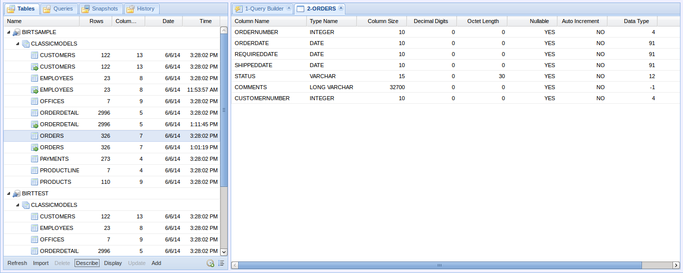 Tables Queries Snapshots History
Name Rows Colum... Date Time
BIRTSAMPLE
CLASSICMODELS
CUSTOMERS 122 13 6/6/14 3:28:02 PM
CUSTOMERS 122 13 6/6/14 3:28:02 PM
EMPLOYEES 23 8 6/6/14 3:28:02 PM
EMPLOYEES 23 8 6/6/14 11:53:57 AM
OFFICES 7 9 6/6/14 3:28:02 PM
ORDERDETAIL 2996 5 6/6/14 3:28:02 PM
ORDERDETAIL 2996 5 6/6/14 1:11:45 PM
ORDERS 326 7 6/6/14 3:28:02 PM
ORDERS 326 7 6/6/14 1:01:19 PM
PAYMENTS 273 4 6/6/14 3:28:02 PM
PRODUCTLINE 7 4 6/6/14 3:28:02 PM
PRODUCTS 110 9 6/6/14 3:28:02 PM
BIRTTEST
CLASSICMODELS
CUSTOMERS 122 13 6/6/14 3:28:02 PM
EMPLOYEES 23 8 6/6/14 3:28:02 PM
OFFICES 7 9 6/6/14 3:28:02 PM
ORDERDETAIL 2996 5 6/6/14 3:28:02 PM
Refresh Import Delete Describe Display Update Add
1-Query Builder 2-ORDERS
Column Name Type Name Column Size Decimal Digits Octet Length Nullable Auto Increment Data Type
ORDERNUMBER INTEGER 10 0 0 YES NO 4
ORDERDATE DATE 10 0 0 YES NO 91
REQUIREDDATE DATE 10 0 0 YES NO 91
SHIPPEDDATE DATE 10 0 0 YES NO 91
STATUS VARCHAR 15 0 30 YES NO 12
COMMENTS LONG VARCHAR 32700 0 0 YES NO -1
CUSTOMERNUMBER INTEGER 10 0 0 YES NO 4